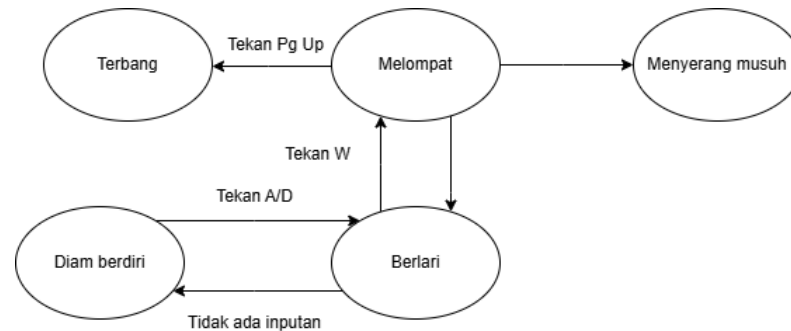 Tekan Pg Up
Terbang
Melompat
Menyerang musuh
Tekan W
Tekan A/D
Diam berdiri
Berlari
Tidak ada inputan